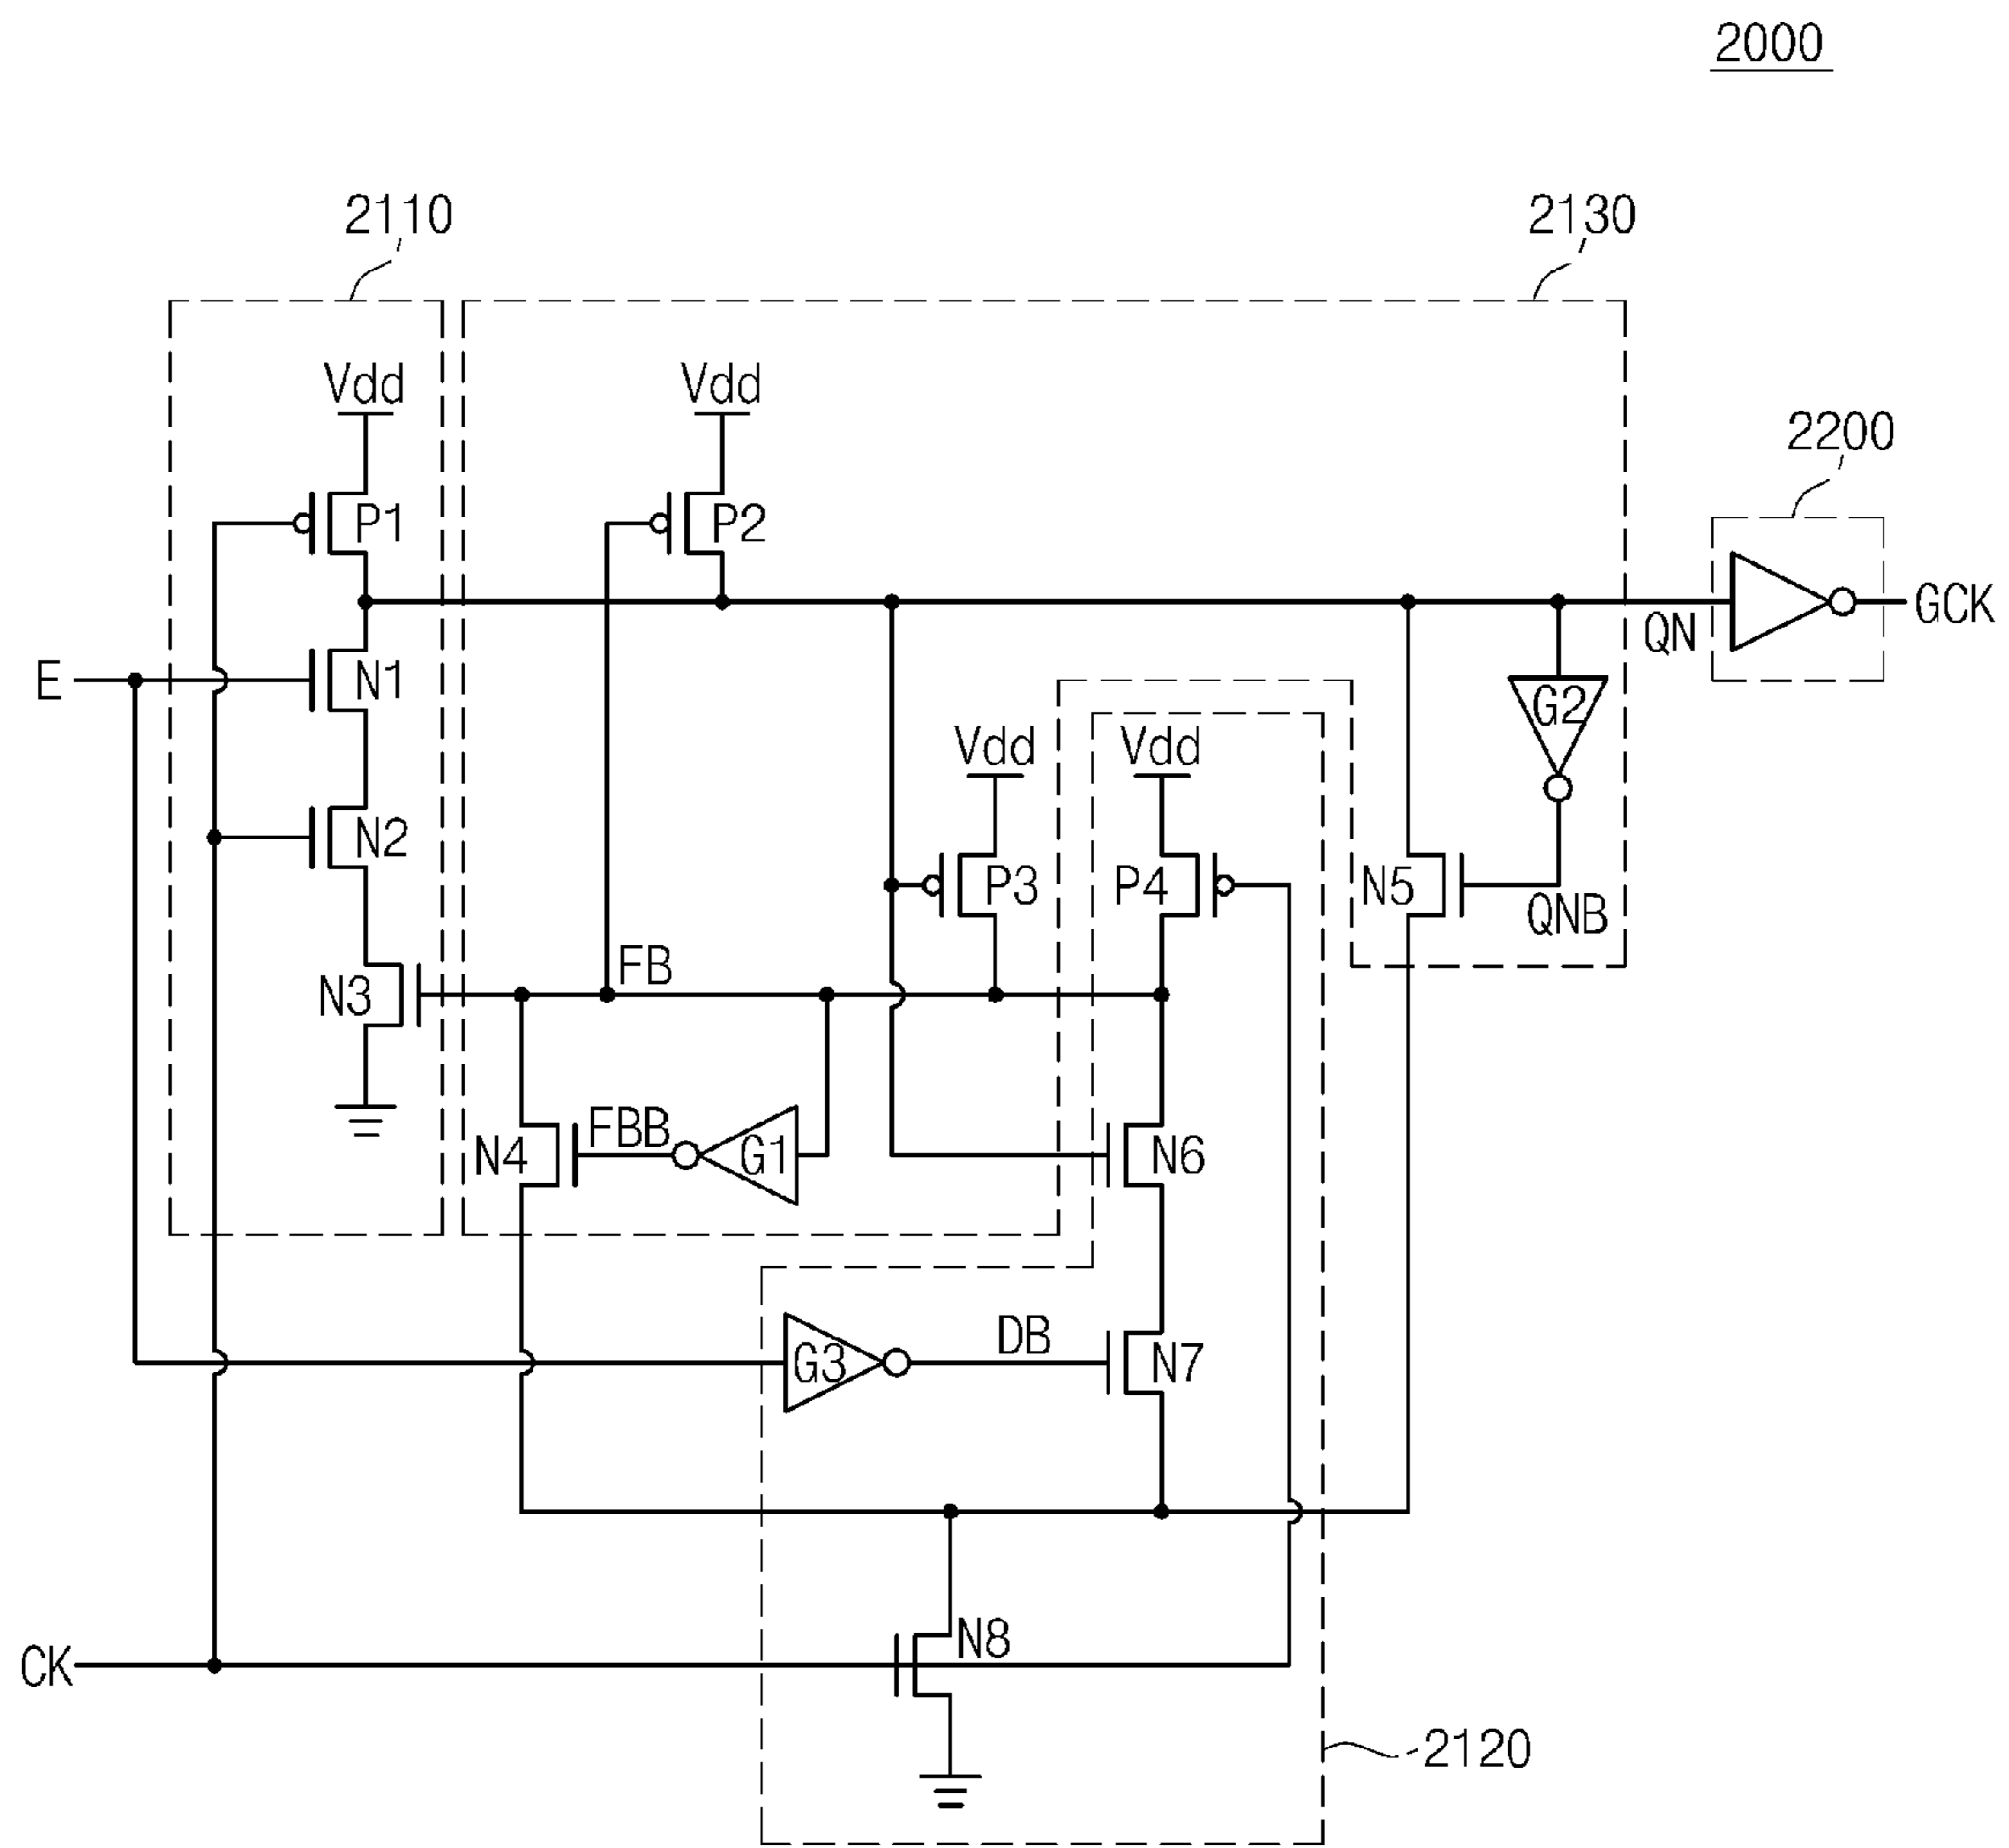 2000
2110
2130
Vdd
Vdd
2200
P1
P2
GCK
QN
E
N1
G2
Vdd
Vdd
N2
P3
P4
N5
QNB
FB
N3
FBB
N4
G1
N6
DB
G3
N7
N8
CK
2120